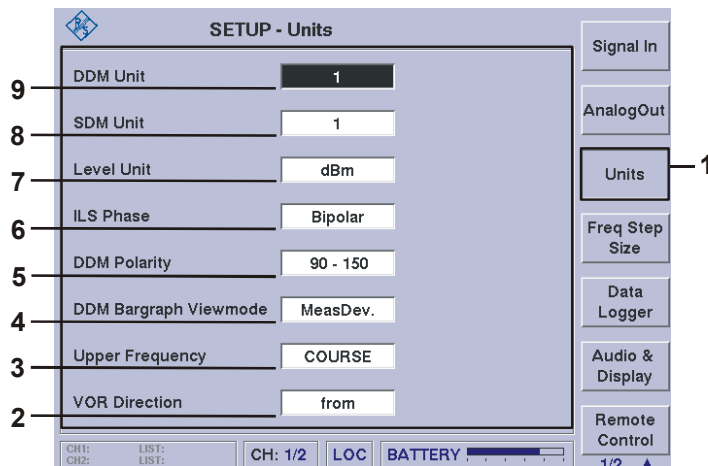 R S
SETUP - Units
DDM Unit 1
SDM Unit 1
Level Unit dBm
ILS Phase Bipolar
DDM Polarity 90 - 150
DDM Bargraph Viewmode MeasDev.
Upper Frequency COURSE
VOR Direction from
9
8
7
6
5
4
3
2
Signal In
AnalogOut
Units
1
Freq Step
Size
Data
Logger
Audio &
Display
Remote
Control
1/2
CH1: LIST:
CH2: LIST:
CH: 1/2
LOC
BATTERY